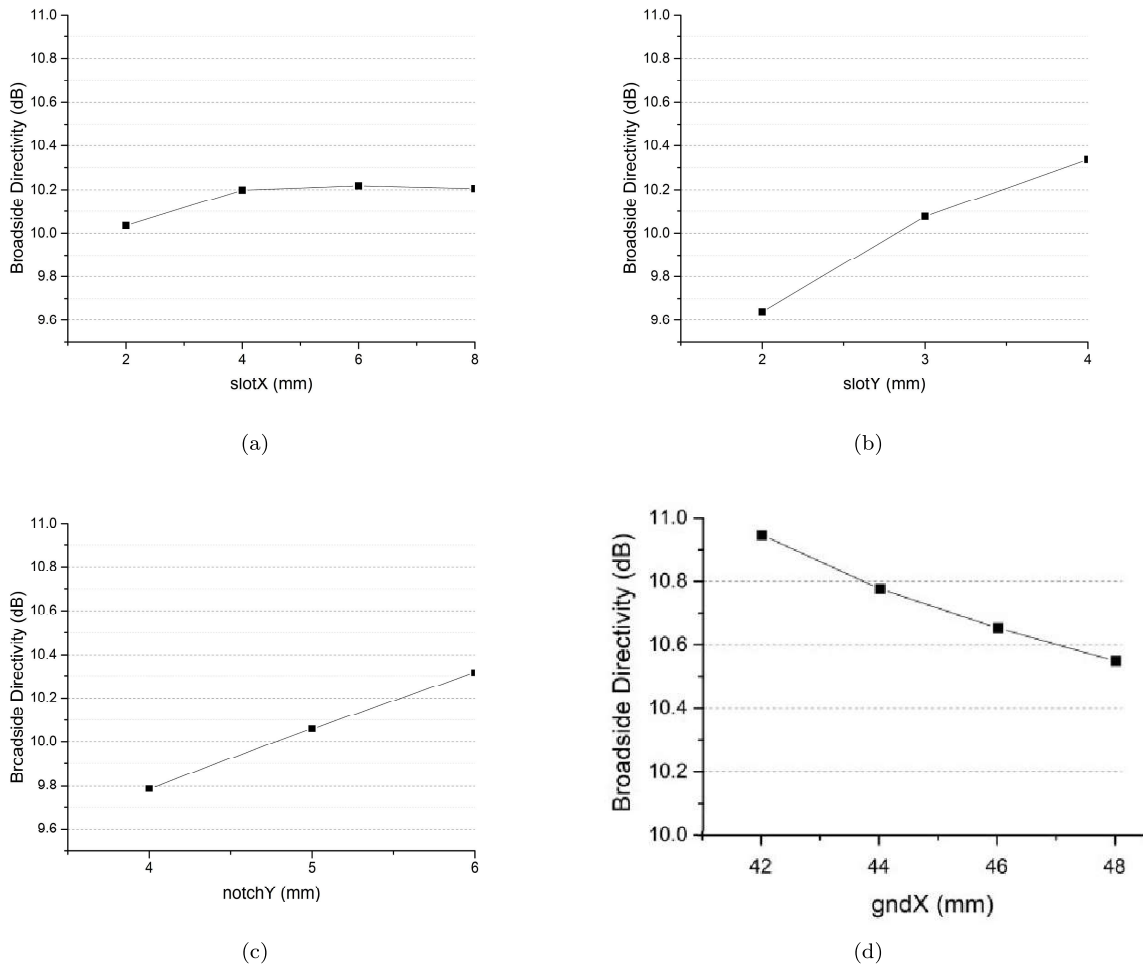 11.0
10.8
10.6
10.4
10.2
10.0
9.8
9.6
Broadside Directivity (dB)
2 4 6 8
slotX (mm)
(a)
11.0
10.8
10.6
10.4
10.2
10.0
9.8
9.6
Broadside Directivity (dB)
2 3 4
slotY (mm)
(b)
11.0
10.8
10.6
10.4
10.2
10.0
9.8
9.6
Brcadside Directivity (dB)
4 5 6
notchY (mm)
(c)
11.0
10.8
10.6
10.4
10.2
10.0
Broadside Directivity (dB)
42 44 46 48
gndX (mm)
(d)